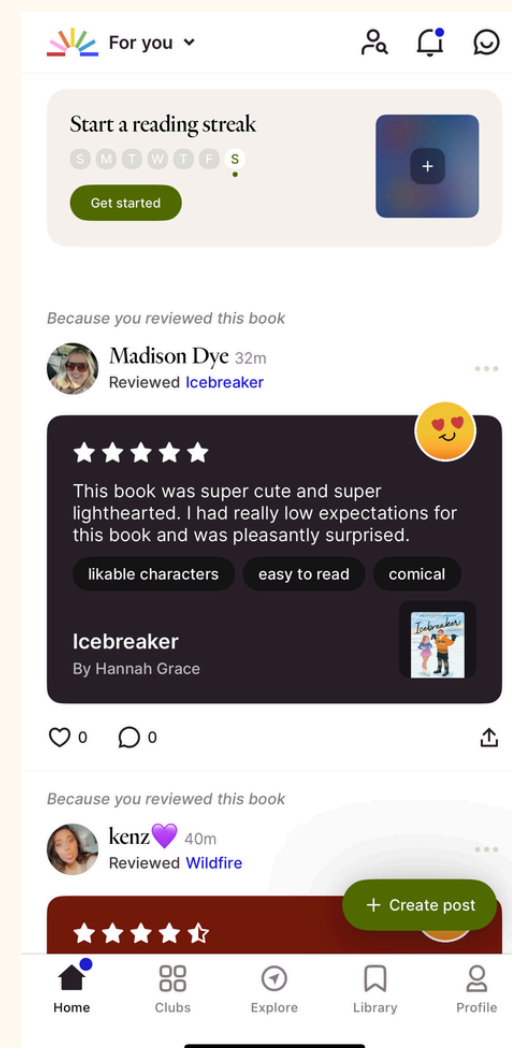 For you
Start a reading streak
S M T W T F S
Get started
Because you reviewed this book
Madison Dye 32m
Reviewed Icebreaker
This book was super cute and super
lighthearted. I had really low expectations for
this book and was pleasantly surprised.
likable characters easy to read comical
Icebreaker
Icebreaker
By Hannah Grace
0 0
Because you reviewed this book
kenz💜 40m
Reviewed Wildfire
+ Create post
Home Clubs Explore Library Profile